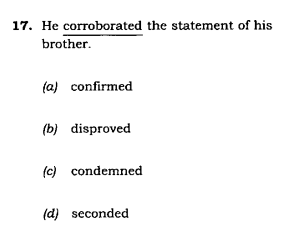 17. He corroborated the statement of his
brother.
(a) confirmed
(b) disproved
(c) condemned
(d) seconded